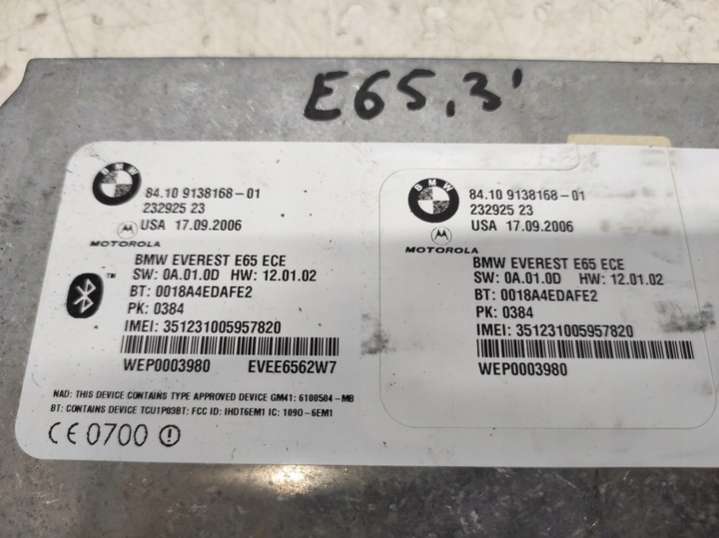 E65,3'
BMW
84.10 9138168-01
232925 23
USA 17.09.2006
MOTOROLA
BMW EVEREST E65 ECE
SW: 0A.01.0D HW: 12.01.02
BT: 0018A4EDAFE2
PK: 0384
IMEI: 351231005957820
WEP0003980 EVEE6562W7
NAD: THIS DEVICE CONTAINS TYPE APPROVED DEVICE GM41: 6100504-MB
BT: CONTAINS DEVICE TCU1P03BT: FCC ID: IHDT6EM1 IC: 1090-6EM1
CE 0700
BMW
84.10 9138168-01
232925 23
USA 17.09.2006
MOTOROLA
BMW EVEREST E65 ECE
SW: 0A.01.0D HW: 12.01.02
BT: 0018A4EDAFE2
PK: 0384
IMEI: 351231005957820
WEP0003980